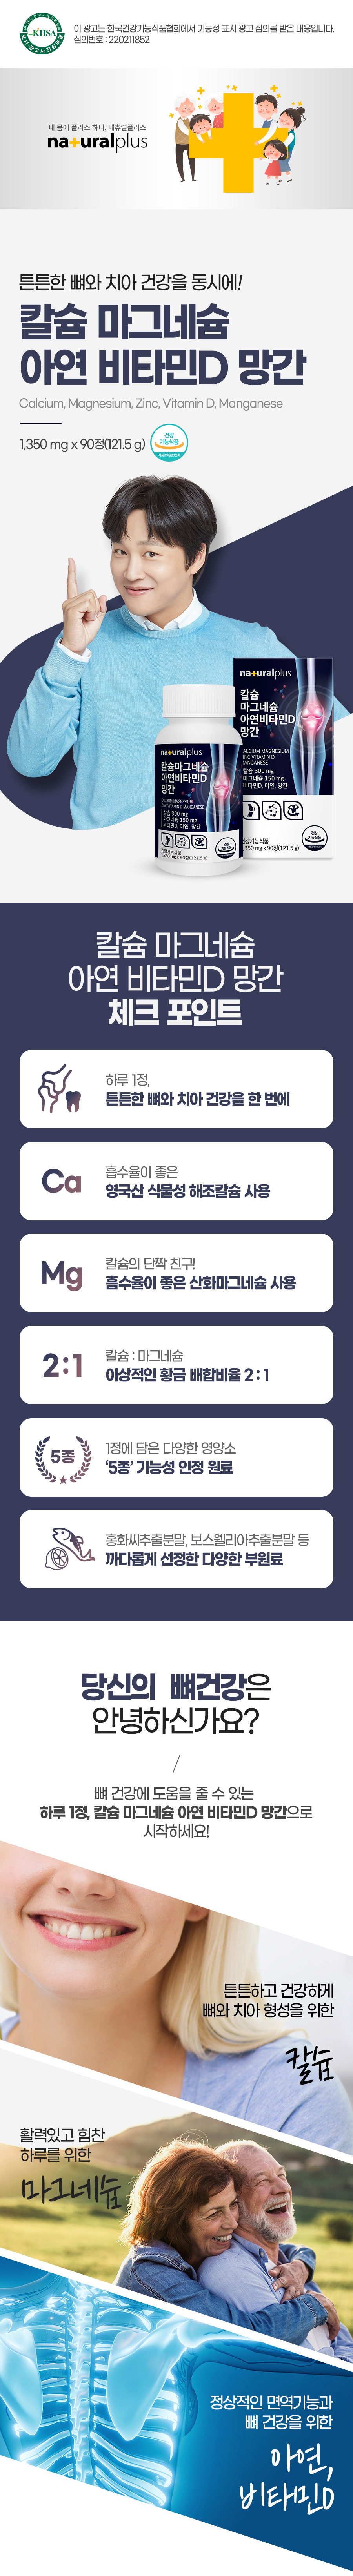 KHSA
이 광고는 한국건강기능식품협회에서 기능성 표시 광고 심의를 받은 내용입니다.
심의번호 : 220211852
내 몸에 플러스 하다, 내츄럴플러스
na+uralplus
튼튼한 뼈와 치아 건강을 동시에!
칼슘 마그네슘
아연 비타민D 망간
Calcium, Magnesium, Zinc, Vitamin D, Manganese
1,350 mg x 90정(121.5 g)
건강
기능식품
na+uralplus
칼슘
마그네슘
아연비타민D
망간
칼슘 300 mg
마그네슘 150 mg
비타민D, 아연, 망간
건강기능식품
1,350 mg x 90정(121.5 g)
na+uralplus
칼슘마그네슘
아연비타민D
망간
CALCIUM MAGNESIUM
ZINC VITAMIN D MANGANESE
칼슘 300 mg
마그네슘 150 mg
비타민D, 아연, 망간
건강기능식품
1,350 mg x 90정(121.5 g)
칼슘 마그네슘
아연 비타민D 망간
체크 포인트
하루 1정,
튼튼한 뼈와 치아 건강을 한 번에
Ca
흡수율이 좋은
영국산 식물성 해조칼슘 사용
Mg
칼슘의 단짝 친구!
흡수율이 좋은 산화마그네슘 사용
2:1
칼슘 : 마그네슘
이상적인 황금 배합비율 2 : 1
5종
1정에 담은 다양한 영양소
‘5종’ 기능성 인정 원료
홍화씨추출분말, 보스웰리아추출분말 등
까다롭게 선정한 다양한 부원료
당신의 뼈건강은
안녕하신가요?
뼈 건강에 도움을 줄 수 있는
하루 1정, 칼슘 마그네슘 아연 비타민D 망간으로
시작하세요!
튼튼하고 건강하게
뼈와 치아 형성을 위한
칼슘
활력있고 힘찬
하루를 위한
마그네슘
정상적인 면역기능과
뼈 건강을 위한
아연,
비타민D